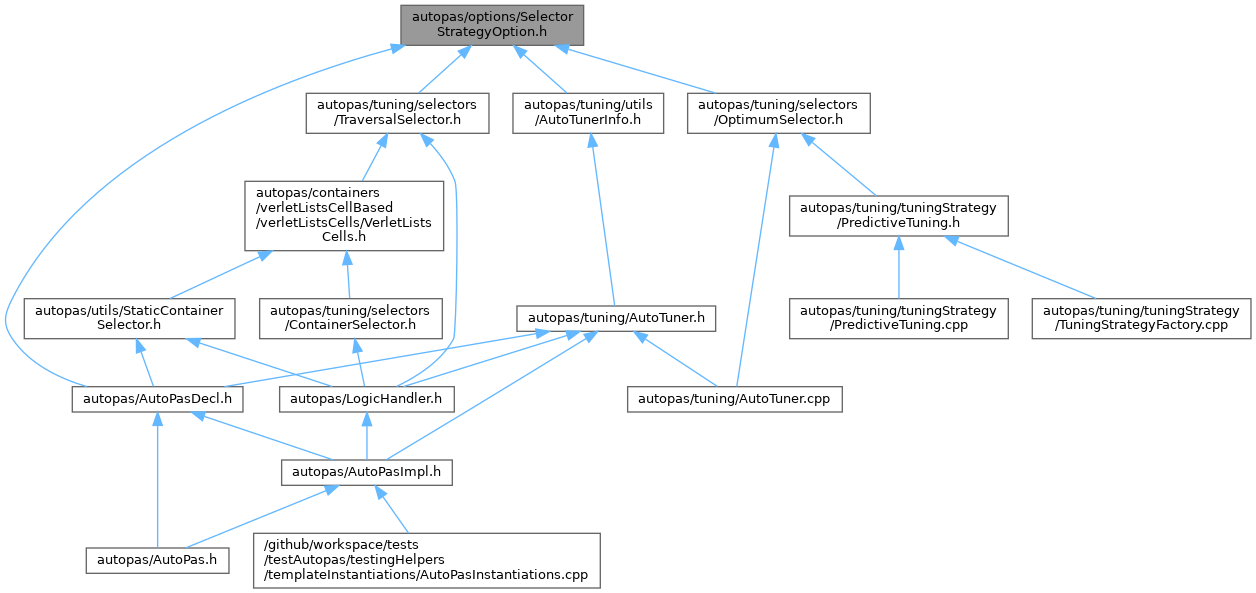 autopas/options/Selector
StrategyOption.h
autopas/tuning/selectors
/TraversalSelector.h
autopas/tuning/utils
/AutoTunerInfo.h
autopas/tuning/selectors
/OptimumSelector.h
autopas/containers
/verletListsCellBased
/verletListsCells/VerletLists
Cells.h
autopas/tuning/tuningStrategy
/PredictiveTuning.h
autopas/utils/StaticContainer
Selector.h
autopas/tuning/selectors
/ContainerSelector.h
autopas/tuning/AutoTuner.h
autopas/tuning/tuningStrategy
/PredictiveTuning.cpp
autopas/tuning/tuningStrategy
/TuningStrategyFactory.cpp
autopas/AutoPasDecl.h
autopas/LogicHandler.h
autopas/tuning/AutoTuner.cpp
autopas/AutoPasImpl.h
autopas/AutoPas.h
/github/workspace/tests
/testAutopas/testingHelpers
/templateInstantiations/AutoPasInstantiations.cpp